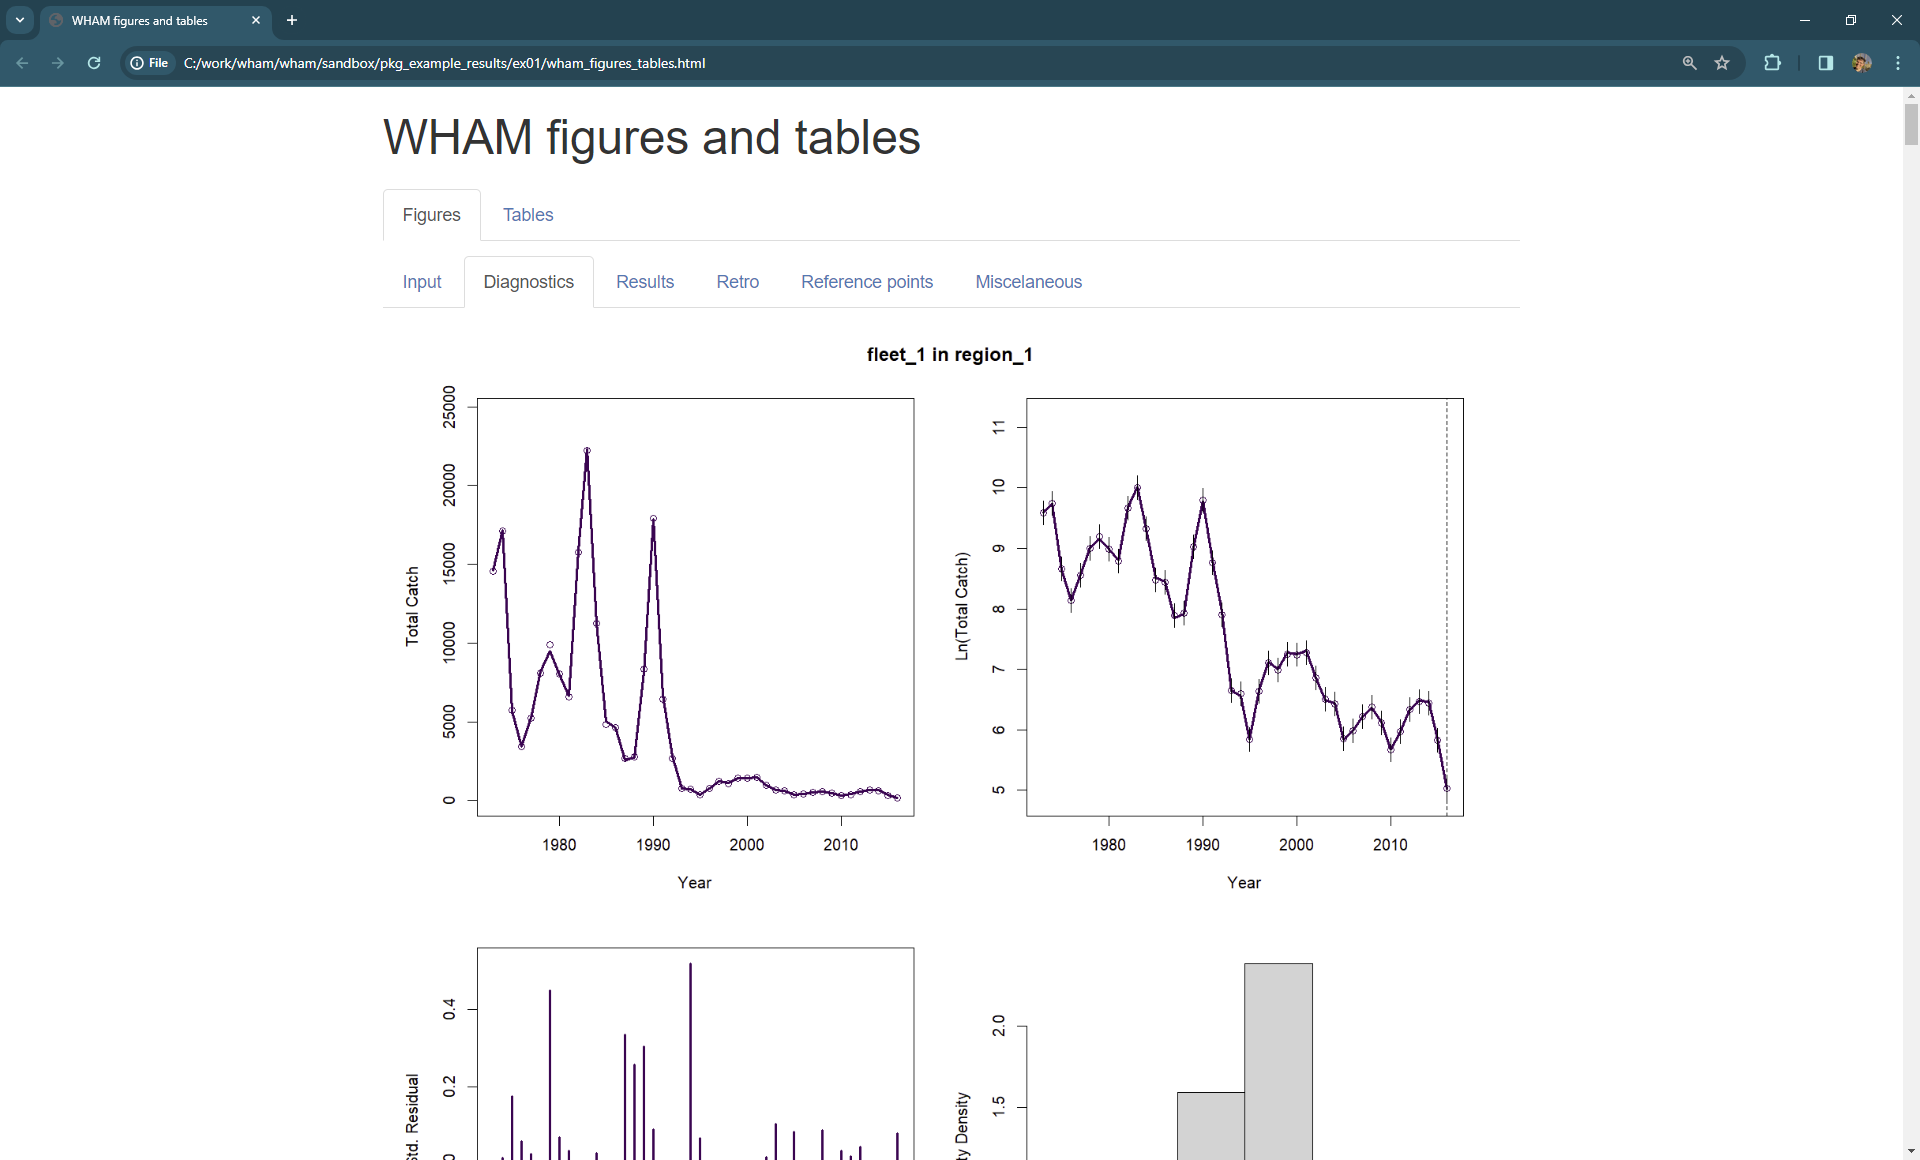 WHAM figures and tables
File C:/work/wham/wham/sandbox/pkg_example_results/ex01/wham_figures_tables.html
WHAM figures and tables
Figures Tables
Input Diagnostics Results Retro Reference points Miscelaneous
fleet_1 in region_1
Total Catch
25000
20000
15000
10000
5000
0
1980 1990 2000 2010
Year
Ln(Total Catch)
11
10
9
8
7
6
5
1980 1990 2000 2010
Year
Std. Residual
0.4
0.2
2.0
1.5
Density